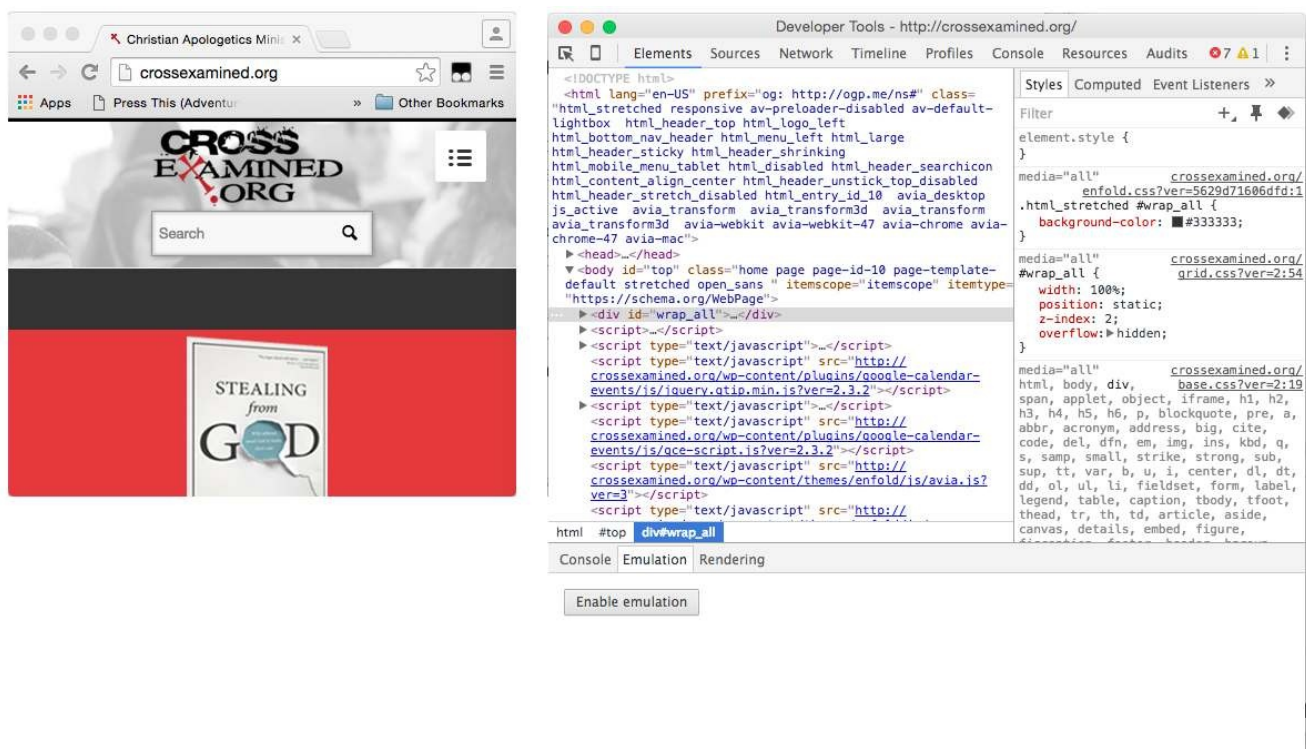 Christian Apologetics Minis
crossexamined.org
Apps
Press This (Adventur
»
Other Bookmarks
CROSS
EXAMINED
.ORG
Search
STEALING
from
GOD
Developer Tools - http://crossexamined.org/
Elements Sources Network Timeline Profiles Console Resources Audits 7 1
<!DOCTYPE html>
<html lang="en-US" prefix="og: http://ogp.me/ns#" class=
"html_stretched responsive av-preloader-disabled av-default-
lightbox html_header_top html_logo_left
html_bottom_nav_header html_menu_left html_large
html_header_sticky html_header_shrinking
html_mobile_menu_tablet html_disabled html_header_searchicon
html_content_align_center html_header_unstick_top_disabled
html_header_stretch_disabled html_entry_id_10 avia_desktop
js_active avia_transform avia_transform3d avia_transform
avia_transform3d avia-webkit avia-webkit-47 avia-chrome avia-
chrome-47 avia-mac">
<head>…</head>
<body id="top" class="home page page-id-10 page-template-
default stretched open_sans " itemscope="itemscope" itemtype=
"https://schema.org/WebPage">
<div id="wrap_all">…</div>
<script>…</script>
<script type="text/javascript">…</script>
<script type="text/javascript" src="http://
crossexamined.org/wp-content/plugins/google-calendar-
events/js/jquery.qtip.min.js?ver=2.3.2"></script>
<script type="text/javascript">…</script>
<script type="text/javascript" src="http://
crossexamined.org/wp-content/plugins/google-calendar-
events/js/gce-script.js?ver=2.3.2"></script>
<script type="text/javascript" src="http://
crossexamined.org/wp-content/themes/enfold/js/avia.js?
ver=3"></script>
<script type="text/javascript" src="http://
html #top div#wrap_all
Styles Computed Event Listeners »
Filter
element.style {
}
media="all" crossexamined.org/
enfold.css?ver=5629d71606dfd:1
.html_stretched #wrap_all {
background-color: #333333;
}
media="all" crossexamined.org/
#wrap_all { grid.css?ver=2:54
width: 100%;
position: static;
z-index: 2;
overflow: hidden;
}
media="all" crossexamined.org/
html, body, div, base.css?ver=2:19
span, applet, object, iframe, h1, h2,
h3, h4, h5, h6, p, blockquote, pre, a,
abbr, acronym, address, big, cite,
code, del, dfn, em, img, ins, kbd, q,
s, samp, small, strike, strong, sub,
sup, tt, var, b, u, i, center, dl, dt,
dd, ol, ul, li, fieldset, form, label,
legend, table, caption, tbody, tfoot,
thead, tr, th, td, article, aside,
canvas, details, embed, figure,
Console Emulation Rendering
Enable emulation